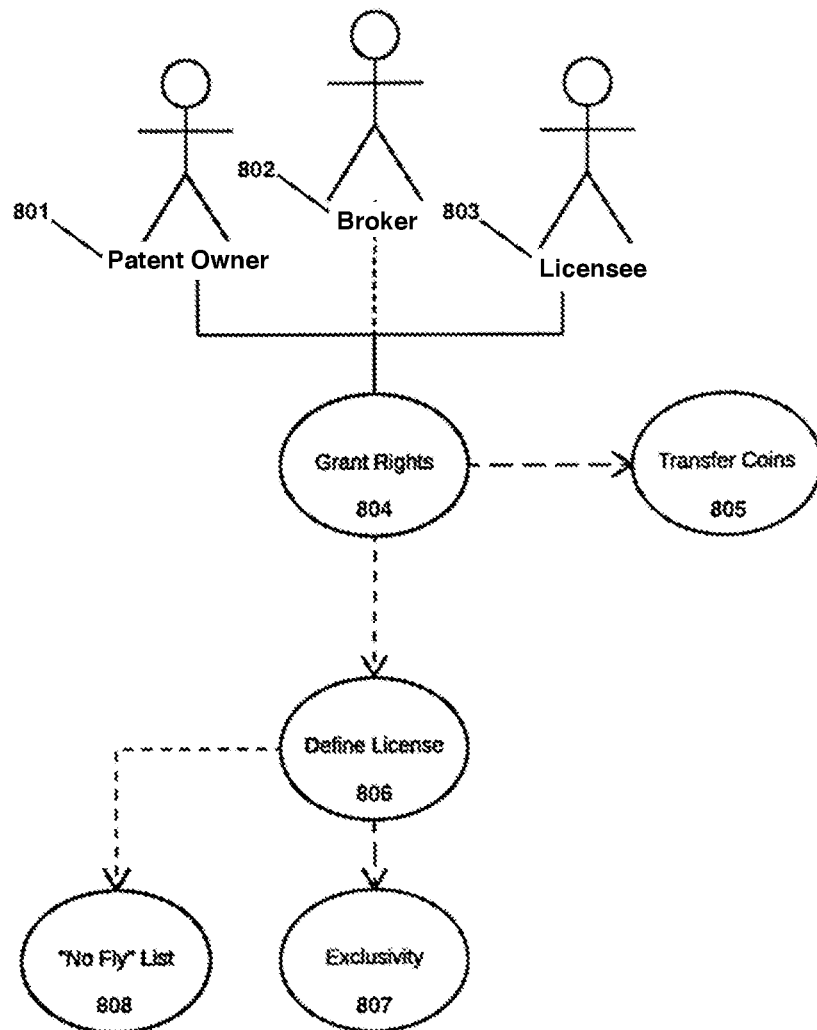 802
Broker
801
Patent Owner
803
Licensee
Grant Rights
804
Transfer Coins
805
Define License
806
"No Fly" List
808
Exclusivity
807